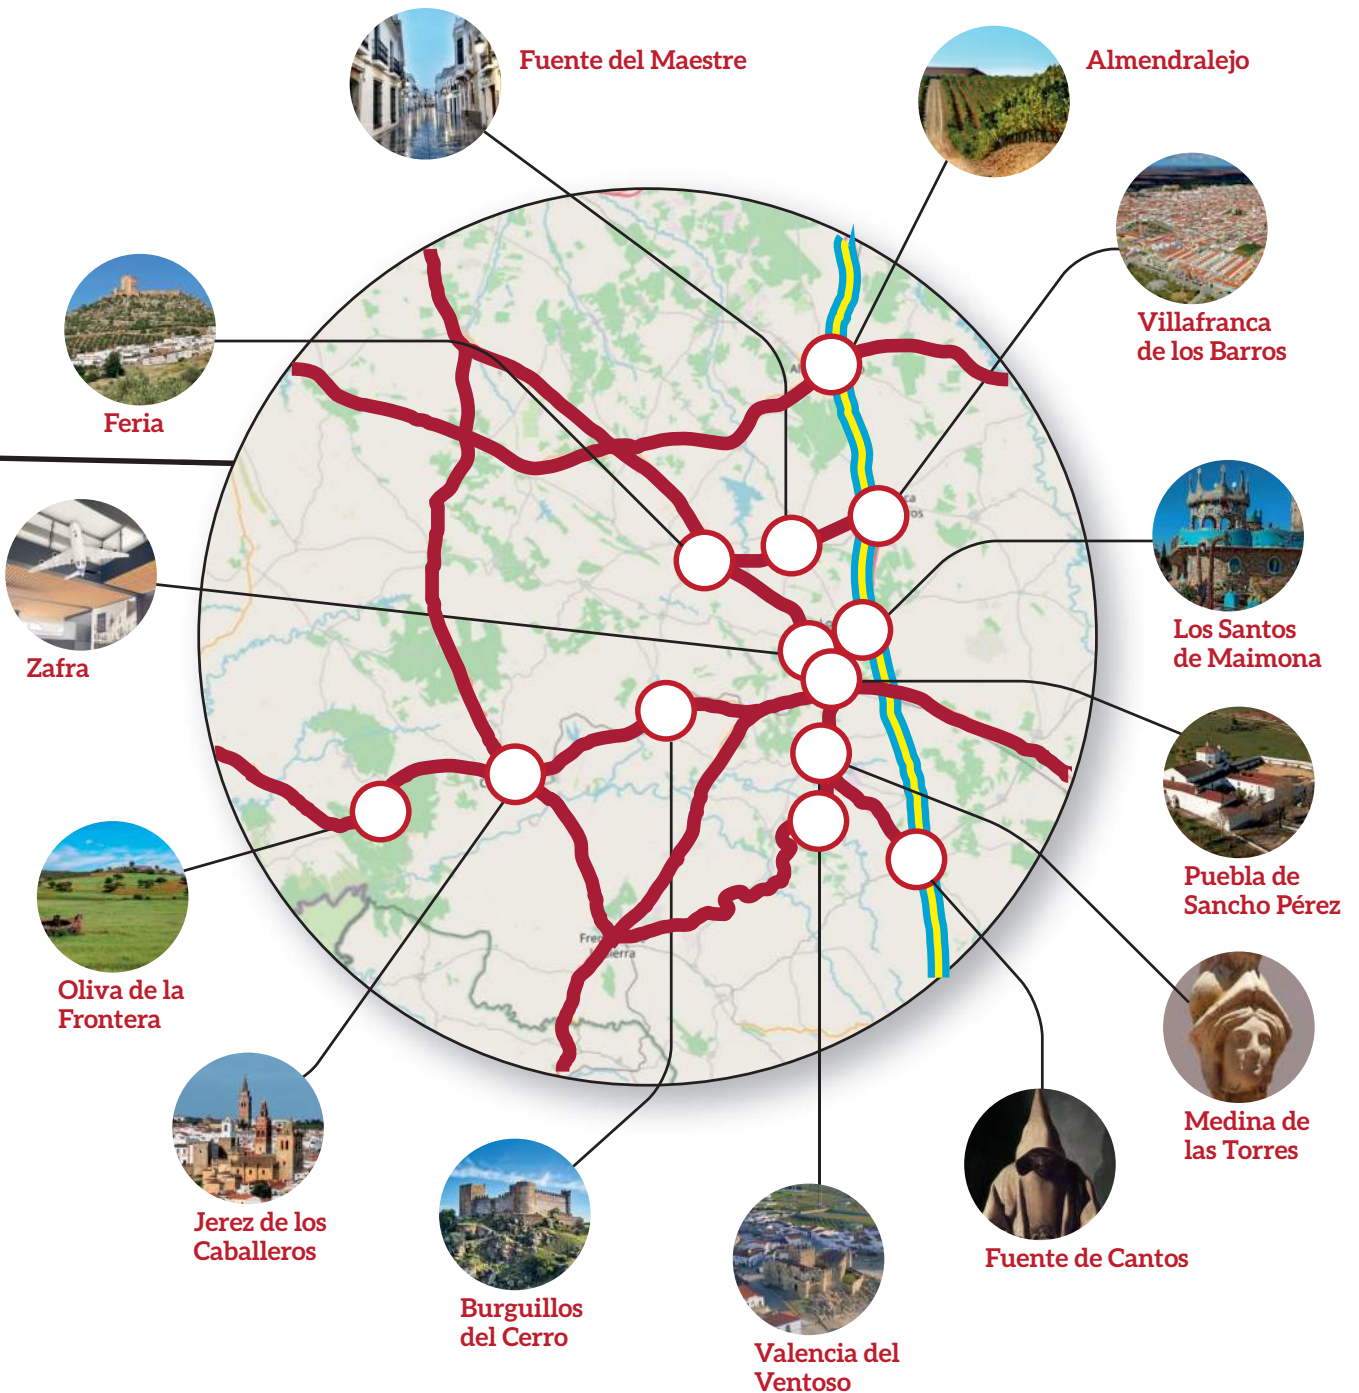 Fuente del Maestre
Almendralejo
Villafranca
de los Barros
Feria
Los Santos
de Maimona
Zafra
Puebla de
Sancho Pérez
Oliva de la
Frontera
Medina de
las Torres
Jerez de los
Caballeros
Fuente de Cantos
Burguillos
del Cerro
Valencia del
Ventoso